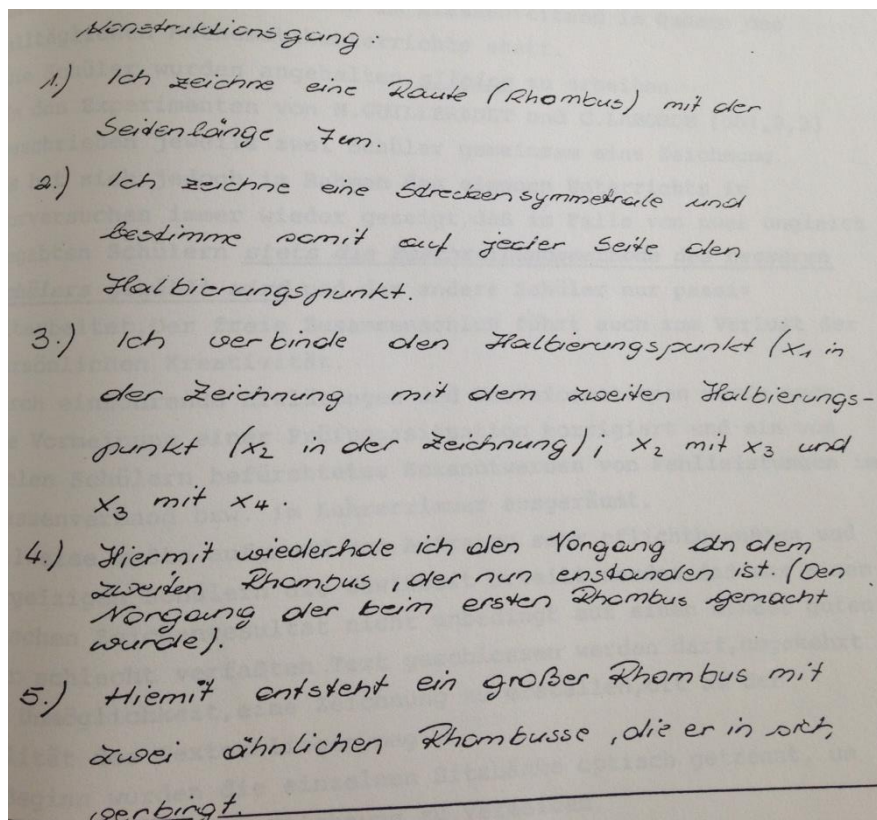 Konstruktionsgang:
1.) Ich zeichne eine Raute (Rhombus) mit der
Seitenlänge 7cm.
2.) Ich zeichne eine Streckensymmetrale und
bestimme somit auf jeder Seite den
Halbierungspunkt.
3.) Ich verbinde den Halbierungspunkt (x₁ in
der Zeichnung mit dem zweiten Halbierungs-
punkt (x₂ in der Zeichnung); x₂ mit x₃ und
x₃ mit x₄.
4.) Hiermit wiederhole ich den Vorgang an dem
zweiten Rhombus, der nun enstanden ist. (Den
Vorgang der beim ersten Rhombus gemacht
wurde).
5.) Hiemit entsteht ein großer Rhombus mit
zwei ähnlichen Rhombusse, die er in sich,
verbingt.